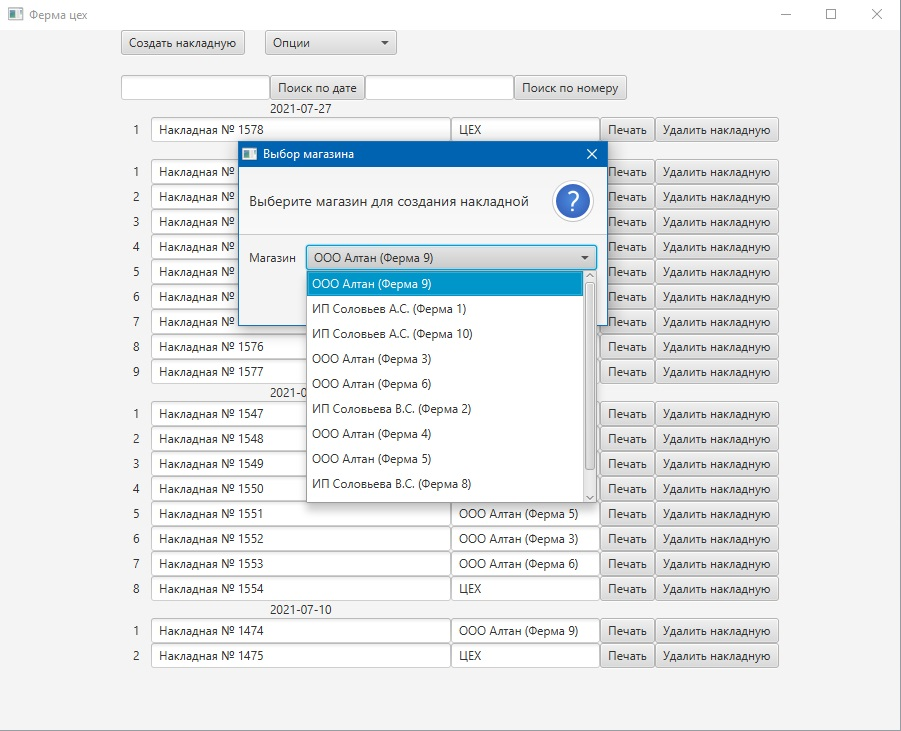 Ферма цех
Создать накладную Опции
Поиск по дате Поиск по номеру
2021-07-27
1 Накладная № 1578 ЦЕХ Печать Удалить накладную
Выбор магазина
Выберите магазин для создания накладной
?
Магазин ООО Алтан (Ферма 9)
ООО Алтан (Ферма 9)
ИП Соловьев А.С. (Ферма 1)
ИП Соловьев А.С. (Ферма 10)
ООО Алтан (Ферма 3)
ООО Алтан (Ферма 6)
ИП Соловьева В.С. (Ферма 2)
ООО Алтан (Ферма 4)
ООО Алтан (Ферма 5)
ИП Соловьева В.С. (Ферма 8)
1 Накладная № Печать Удалить накладную
2 Накладная № Печать Удалить накладную
3 Накладная № Печать Удалить накладную
4 Накладная № Печать Удалить накладную
5 Накладная № Печать Удалить накладную
6 Накладная № Печать Удалить накладную
7 Накладная № Печать Удалить накладную
8 Накладная № 1576 Печать Удалить накладную
9 Накладная № 1577 Печать Удалить накладную
1 Накладная № 1547 Печать Удалить накладную
2 Накладная № 1548 Печать Удалить накладную
3 Накладная № 1549 Печать Удалить накладную
4 Накладная № 1550 Печать Удалить накладную
5 Накладная № 1551 ООО Алтан (Ферма 5) Печать Удалить накладную
6 Накладная № 1552 ООО Алтан (Ферма 3) Печать Удалить накладную
7 Накладная № 1553 ООО Алтан (Ферма 6) Печать Удалить накладную
8 Накладная № 1554 ЦЕХ Печать Удалить накладную
2021-07-10
1 Накладная № 1474 ООО Алтан (Ферма 9) Печать Удалить накладную
2 Накладная № 1475 ЦЕХ Печать Удалить накладную